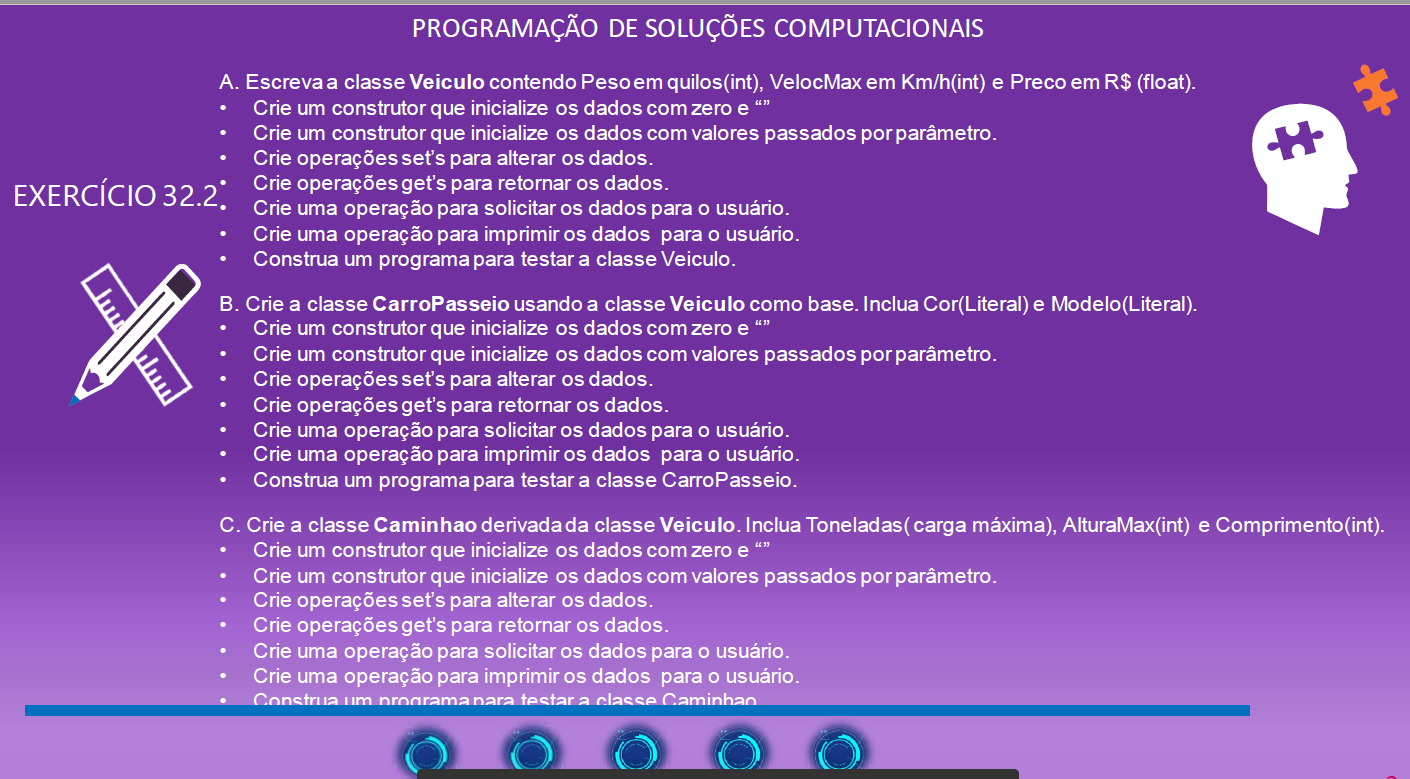 PROGRAMAÇÃO DE SOLUÇÕES COMPUTACIONAIS
EXERCÍCIO 32.2
A. Escreva a classe Veiculo contendo Peso em quilos(int), VelocMax em Km/h(int) e Preco em R$ (float).
• Crie um construtor que inicialize os dados com zero e “”
• Crie um construtor que inicialize os dados com valores passados por parâmetro.
• Crie operações set’s para alterar os dados.
• Crie operações get’s para retornar os dados.
• Crie uma operação para solicitar os dados para o usuário.
• Crie uma operação para imprimir os dados para o usuário.
• Construa um programa para testar a classe Veiculo.
B. Crie a classe CarroPasseio usando a classe Veiculo como base. Inclua Cor(Literal) e Modelo(Literal).
• Crie um construtor que inicialize os dados com zero e “”
• Crie um construtor que inicialize os dados com valores passados por parâmetro.
• Crie operações set’s para alterar os dados.
• Crie operações get’s para retornar os dados.
• Crie uma operação para solicitar os dados para o usuário.
• Crie uma operação para imprimir os dados para o usuário.
• Construa um programa para testar a classe CarroPasseio.
C. Crie a classe Caminhao derivada da classe Veiculo. Inclua Toneladas( carga máxima), AlturaMax(int) e Comprimento(int).
• Crie um construtor que inicialize os dados com zero e “”
• Crie um construtor que inicialize os dados com valores passados por parâmetro.
• Crie operações set’s para alterar os dados.
• Crie operações get’s para retornar os dados.
• Crie uma operação para solicitar os dados para o usuário.
• Crie uma operação para imprimir os dados para o usuário.
• Construa um programa para testar a classe Caminhao